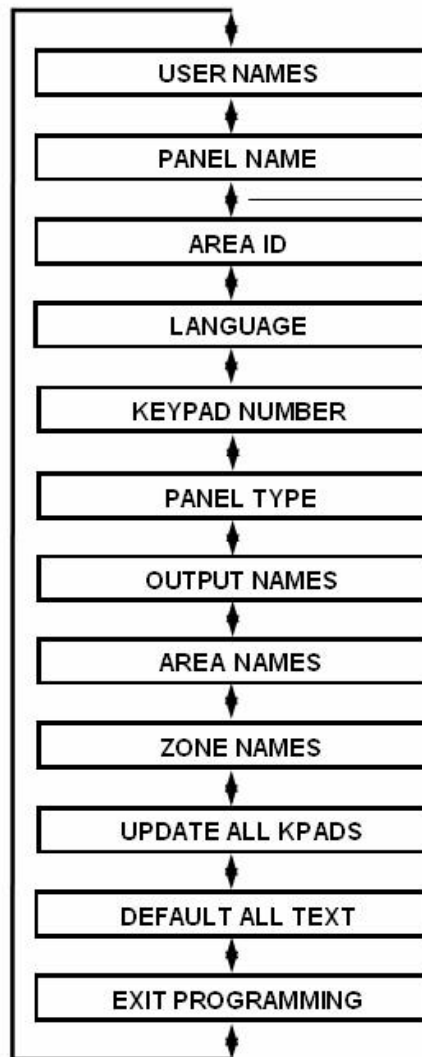 USER NAMES
PANEL NAME
AREA ID
LANGUAGE
KEYPAD NUMBER
PANEL TYPE
OUTPUT NAMES
AREA NAMES
ZONE NAMES
UPDATE ALL KPADS
DEFAULT ALL TEXT
EXIT PROGRAMMING